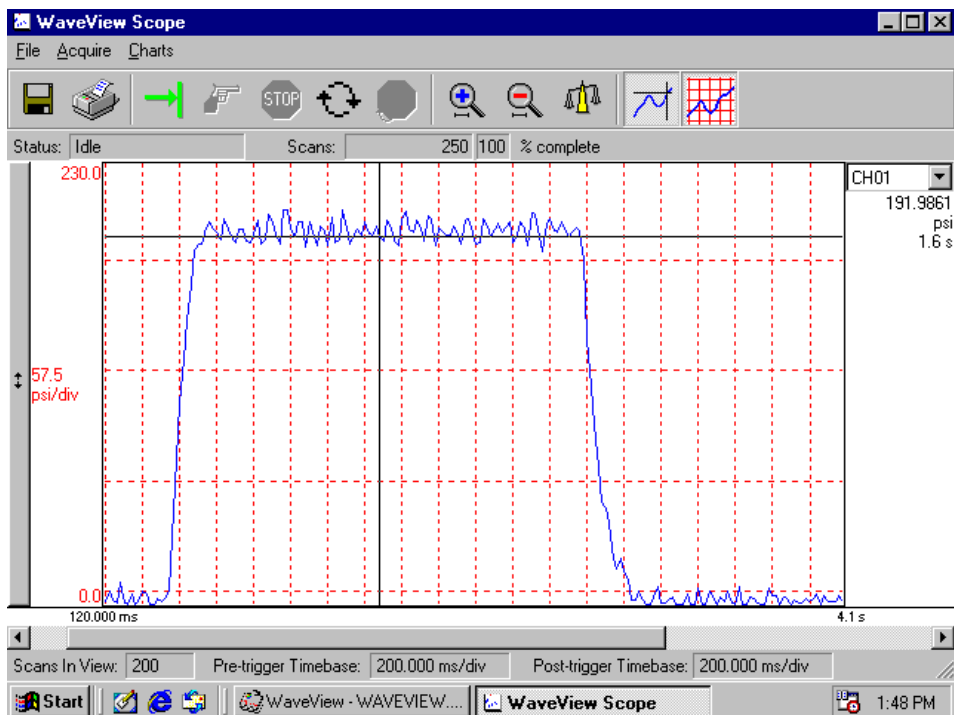 WaveView Scope
File Acquire Charts
STOP
Status: Idle Scans: 250 100 % complete
230.0
CH01
191.9861
psi
1.6 s
57.5
psi/div
0.0
120.000 ms 4.1 s
Scans In View: 200 Pre-trigger Timebase: 200.000 ms/div Post-trigger Timebase: 200.000 ms/div
Start WaveView - WAVEVIEW.... WaveView Scope 1:48 PM